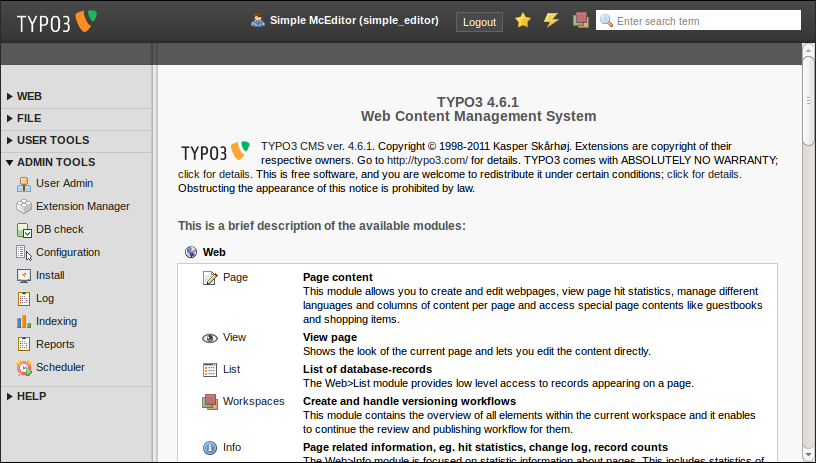 TYPO3
Simple McEditor (simple_editor)
Logout
Enter search term
WEB
FILE
USER TOOLS
ADMIN TOOLS
User Admin
Extension Manager
DB check
Configuration
Install
Log
Indexing
Reports
Scheduler
HELP
TYPO3 4.6.1
Web Content Management System
TYPO3
TYPO3 CMS ver. 4.6.1. Copyright © 1998-2011 Kasper Skårhøj. Extensions are copyright of their
respective owners. Go to http://typo3.com/ for details. TYPO3 comes with ABSOLUTELY NO WARRANTY;
click for details. This is free software, and you are welcome to redistribute it under certain conditions; click for details.
Obstructing the appearance of this notice is prohibited by law.
This is a brief description of the available modules:
Web
Page
Page content
This module allows you to create and edit webpages, view page hit statistics, manage different
languages and columns of content per page and access special page contents like guestbooks
and shopping items.
View
View page
Shows the look of the current page and lets you edit the content directly.
List
List of database-records
The Web>List module provides low level access to records appearing on a page.
Workspaces
Create and handle versioning workflows
This module contains the overview of all elements within the current workspace and it enables
to continue the review and publishing workflow for them.
Info
Page related information, eg. hit statistics, change log, record counts
The Web>Info module is focused on statistic information about pages. This includes statistics of